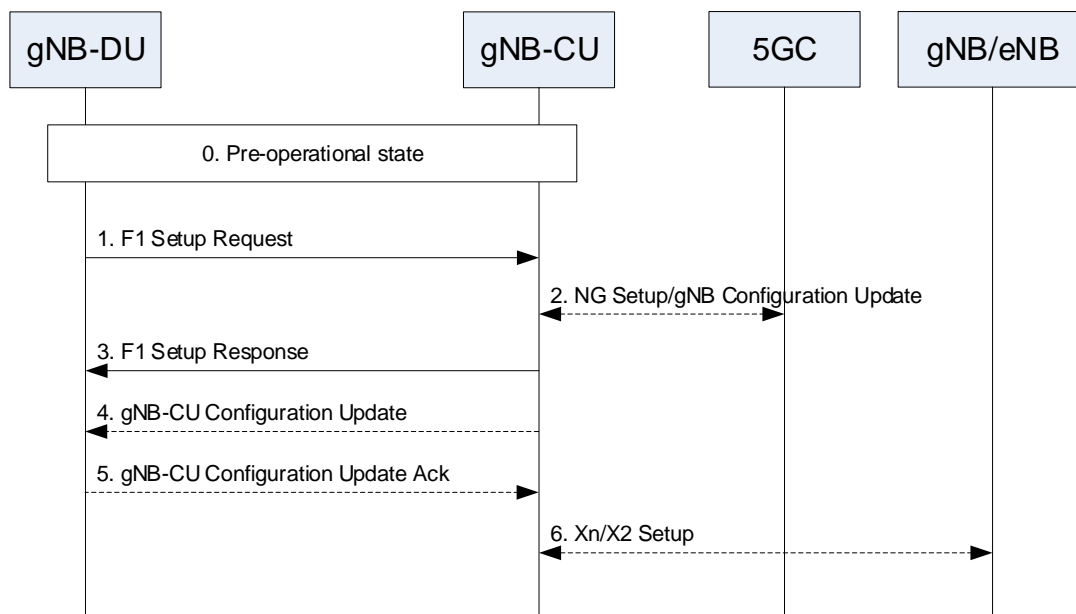 gNB-DU
gNB-CU
5GC
gNB/eNB
0. Pre-operational state
1. F1 Setup Request
2. NG Setup/gNB Configuration Update
3. F1 Setup Response
4. gNB-CU Configuration Update
5. gNB-CU Configuration Update Ack
6. Xn/X2 Setup